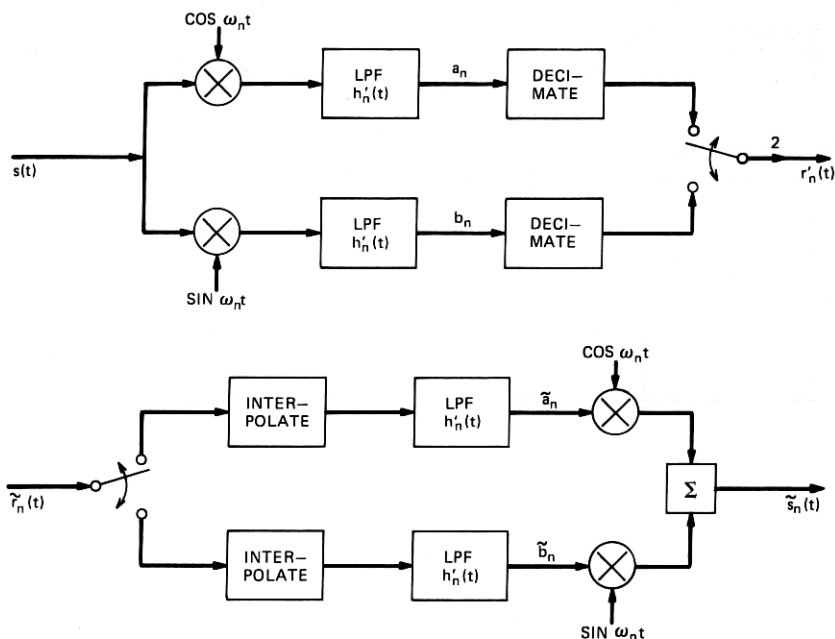 COS ωₙt
LPF
h′ₙ(t)
aₙ
DECI–
MATE
s(t)
2
r′ₙ(t)
LPF
h′ₙ(t)
bₙ
DECI–
MATE
SIN ωₙt
COS ωₙt
INTER–
POLATE
LPF
h′ₙ(t)
ãₙ
r̃ₙ(t)
Σ
s̃ₙ(t)
INTER–
POLATE
LPF
h′ₙ(t)
b̃ₙ
SIN ωₙt